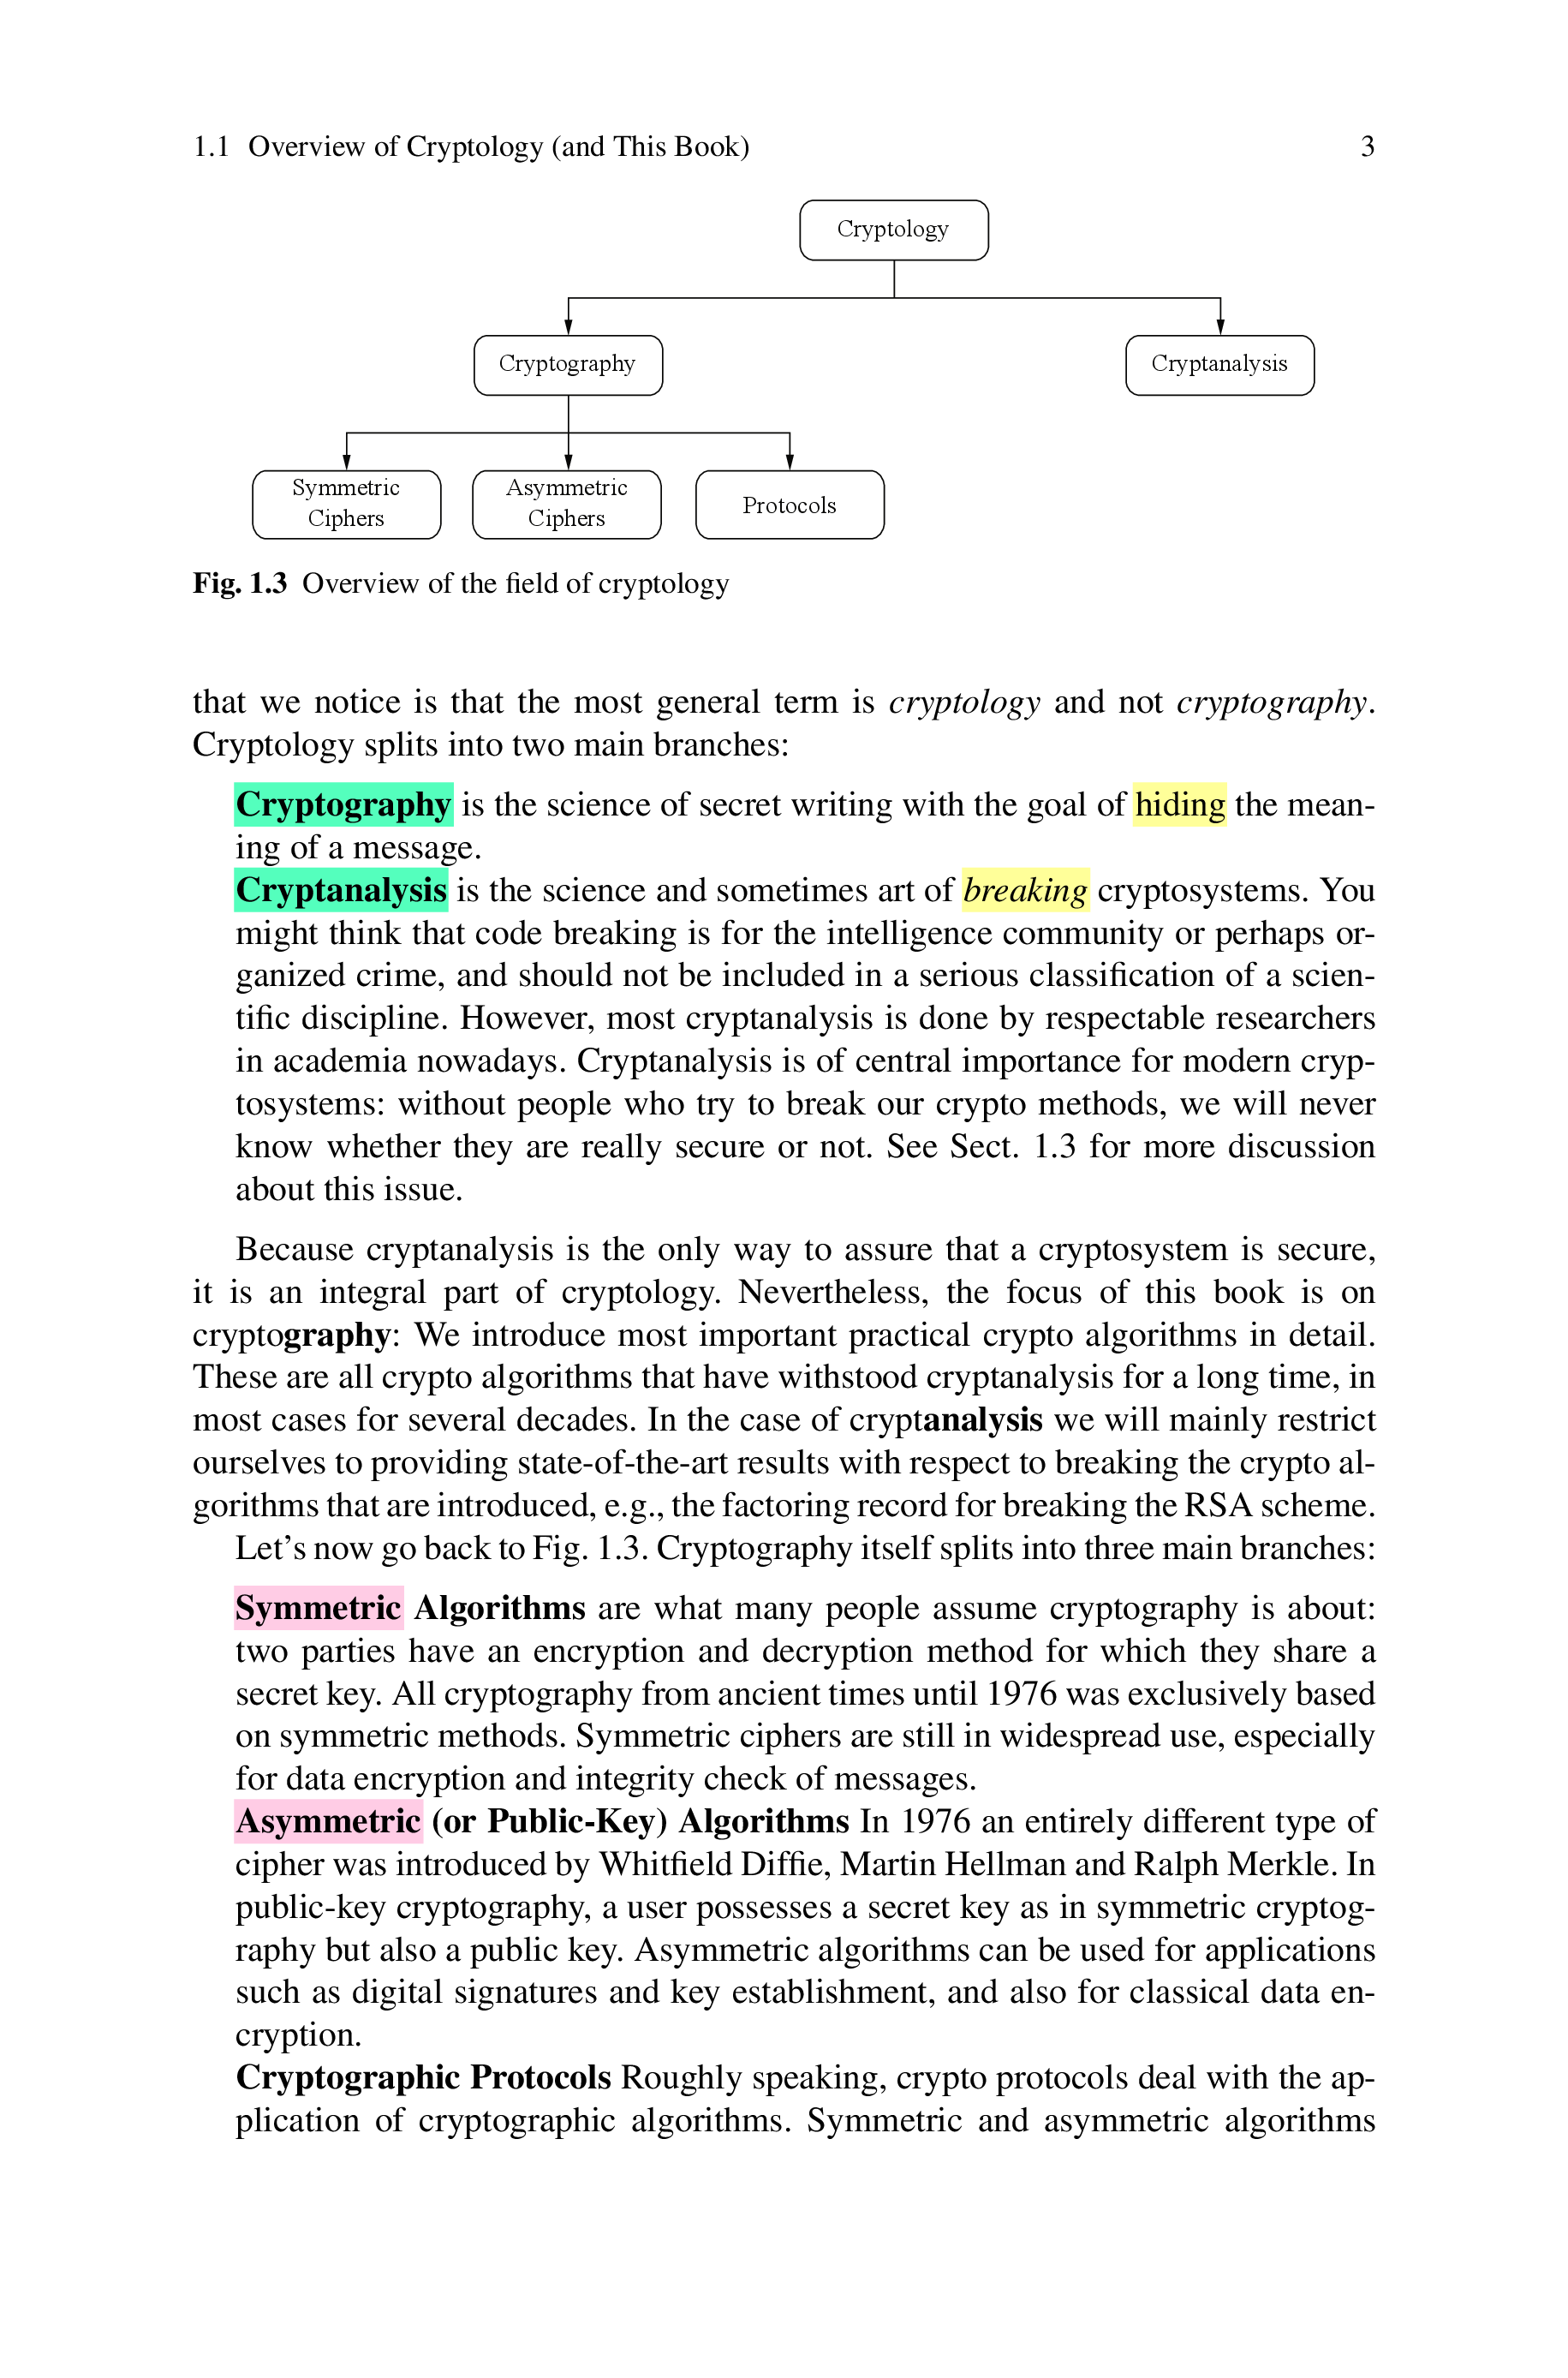 1.1 Overview of Cryptology (and This Book) 3
Cryptology
Cryptography Cryptanalysis
Symmetric
Ciphers
Asymmetric
Ciphers
Protocols
Fig. 1.3 Overview of the field of cryptology
that we notice is that the most general term is cryptology and not cryptography.
Cryptology splits into two main branches:
Cryptography is the science of secret writing with the goal of hiding the mean-
ing of a message.
Cryptanalysis is the science and sometimes art of breaking cryptosystems. You
might think that code breaking is for the intelligence community or perhaps or-
ganized crime, and should not be included in a serious classification of a scien-
tific discipline. However, most cryptanalysis is done by respectable researchers
in academia nowadays. Cryptanalysis is of central importance for modern cryp-
tosystems: without people who try to break our crypto methods, we will never
know whether they are really secure or not. See Sect. 1.3 for more discussion
about this issue.
Because cryptanalysis is the only way to assure that a cryptosystem is secure,
it is an integral part of cryptology. Nevertheless, the focus of this book is on
cryptography: We introduce most important practical crypto algorithms in detail.
These are all crypto algorithms that have withstood cryptanalysis for a long time, in
most cases for several decades. In the case of cryptanalysis we will mainly restrict
ourselves to providing state-of-the-art results with respect to breaking the crypto al-
gorithms that are introduced, e.g., the factoring record for breaking the RSA scheme.
Let's now go back to Fig. 1.3. Cryptography itself splits into three main branches:
Symmetric Algorithms are what many people assume cryptography is about:
two parties have an encryption and decryption method for which they share a
secret key. All cryptography from ancient times until 1976 was exclusively based
on symmetric methods. Symmetric ciphers are still in widespread use, especially
for data encryption and integrity check of messages.
Asymmetric (or Public-Key) Algorithms In 1976 an entirely different type of
cipher was introduced by Whitfield Diffie, Martin Hellman and Ralph Merkle. In
public-key cryptography, a user possesses a secret key as in symmetric cryptog-
raphy but also a public key. Asymmetric algorithms can be used for applications
such as digital signatures and key establishment, and also for classical data en-
cryption.
Cryptographic Protocols Roughly speaking, crypto protocols deal with the ap-
plication of cryptographic algorithms. Symmetric and asymmetric algorithms